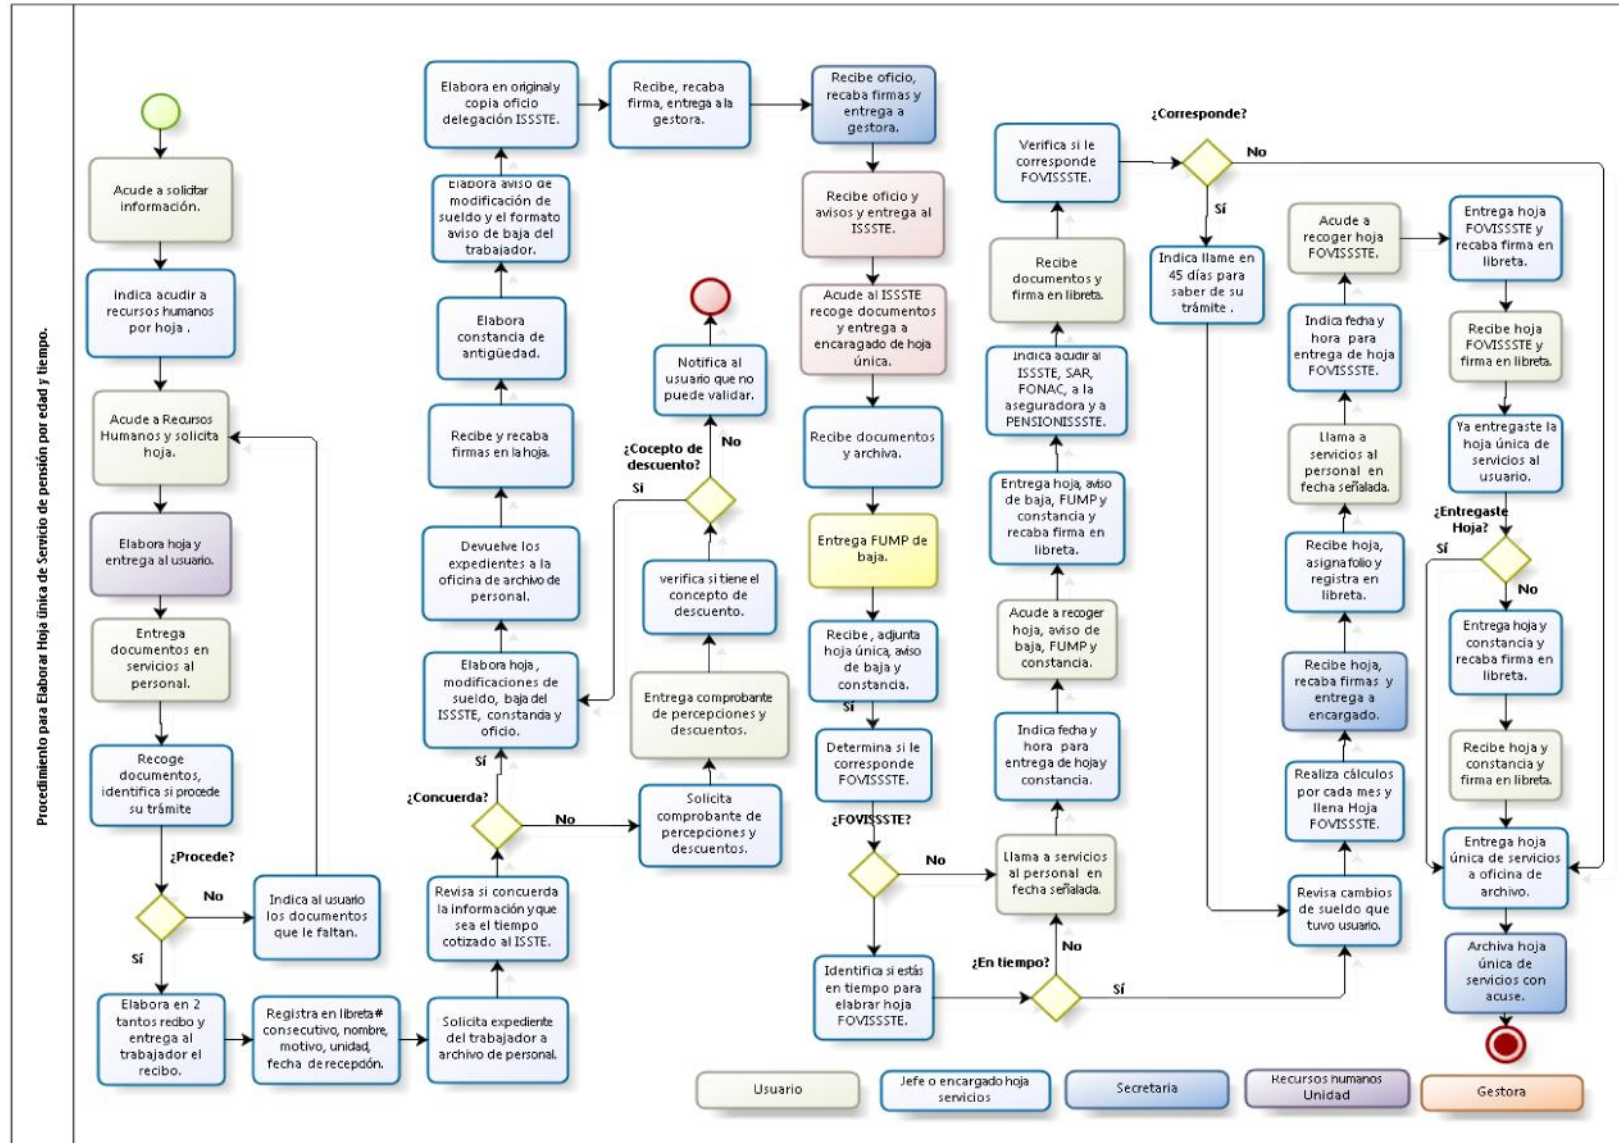 Procedimiento para Elaborar Hoja única de Servicio de pensión por edad y tiempo.
Acude a solicitar
información.
indica acudir a
recursos humanos
por hoja .
Acude a Recursos
Humanos y solicita
hoja.
Elabora hoja y
entrega al usuario.
Entrega
documentos en
servicios al
personal.
Recoge
documentos,
identifica si procede
su trámite
¿Procede?
No
Sí
Indica al usuario
los documentos
que le faltan.
Elabora en 2
tantos recibo y
entrega al
trabajador el
recibo.
Registra en libreta #
consecutivo, nombre,
motivo, unidad,
fecha de recepción.
Solicita expediente
del trabajador a
archivo de personal.
Revisa si concuerda
la información y que
sea el tiempo
cotizado al ISSTE.
¿Concuerda?
Sí
No
Elabora hoja ,
modificaciones de
sueldo, baja del
ISSSTE, constancia y
oficio.
Devuelve los
expedientes a la
oficina de archivo de
personal.
Recibe y recaba
firmas en la hoja.
Elabora
constancia de
antigüedad.
Elabora aviso de
modificación de
sueldo y el formato
aviso de baja del
trabajador.
Elabora en original y
copia oficio
delegación ISSSTE.
Recibe, recaba
firma, entrega a la
gestora.
Recibe oficio,
recaba firmas y
entrega a
gestora.
Solicita
comprobante de
percepciones y
descuentos.
Entrega comprobante
de percepciones y
descuentos.
verifica si tiene el
concepto de
descuento.
¿Cocepto de
descuento?
Sí
No
Notifica al
usuario que no
puede validar.
Recibe oficio y
avisos y entrega al
ISSSTE.
Acude al ISSSTE
recoge documentos
y entrega a
encaragado de hoja
única.
Recibe documentos
y archiva.
Entrega FUMP de
baja.
Recibe , adjunta
hoja única, aviso
de baja y
constancia.
Sí
Determina si le
corresponde
FOVISSSTE.
¿FOVISSSTE?
No
Identifica si estás
en tiempo para
elabrar hoja
FOVISSSTE.
¿En tiempo?
No
Sí
Llama a servicios
al personal en
fecha señalada.
Indica fecha y
hora para
entrega de hoja y
constancia.
Acude a recoger
hoja, aviso de
baja, FUMP y
constancia.
Entrega hoja, aviso
de baja, FUMP y
constancia y
recaba firma en
libreta.
Indica acudir al
ISSSTE, SAR,
FONAC, a la
aseguradora y a
PENSIONISSSTE.
Recibe
documentos y
firma en libreta.
Verifica si le
corresponde
FOVISSSTE.
¿Corresponde?
No
Sí
Indica llame en
45 días para
saber de su
trámite .
Revisa cambios
de sueldo que
tuvo usuario.
Realiza cálculos
por cada mes y
llena Hoja
FOVISSSTE.
Recibe hoja,
recaba firmas y
entrega a
encargado.
Recibe hoja,
asigna folio y
registra en
libreta.
Llama a
servicios al
personal en
fecha señalada.
Indica fecha y
hora para
entrega de hoja
FOVISSSTE.
Acude a
recoger hoja
FOVISSSTE.
Entrega hoja
FOVISSSTE y
recaba firma en
libreta.
Recibe hoja
FOVISSSTE y
firma en libreta.
Ya entregaste la
hoja única de
servicios al
usuario.
¿Entregaste
Hoja?
Sí
No
Entrega hoja y
constancia y
recaba firma en
libreta.
Recibe hoja y
constancia y
firma en libreta.
Entrega hoja
única de servicios
a oficina de
archivo.
Archiva hoja
única de
servicios con
acuse.
Usuario
Jefe o encargado hoja
servicios
Secretaria
Recursos humanos
Unidad
Gestora